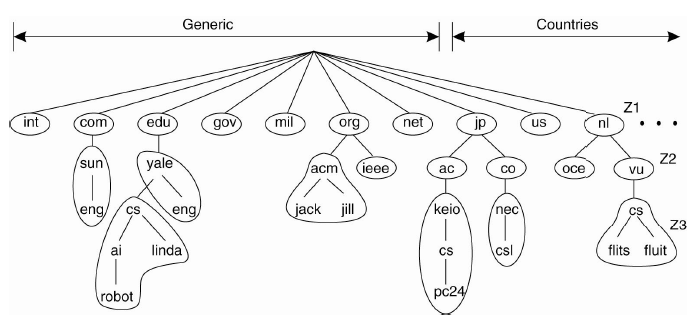 Generic Countries
int com edu gov mil org net jp us nl Z1 • • •
sun yale acm ieee ac co oce vu Z2
eng cs eng jack jill keio nec cs Z3
ai linda cs csl flits fluit
robot pc24